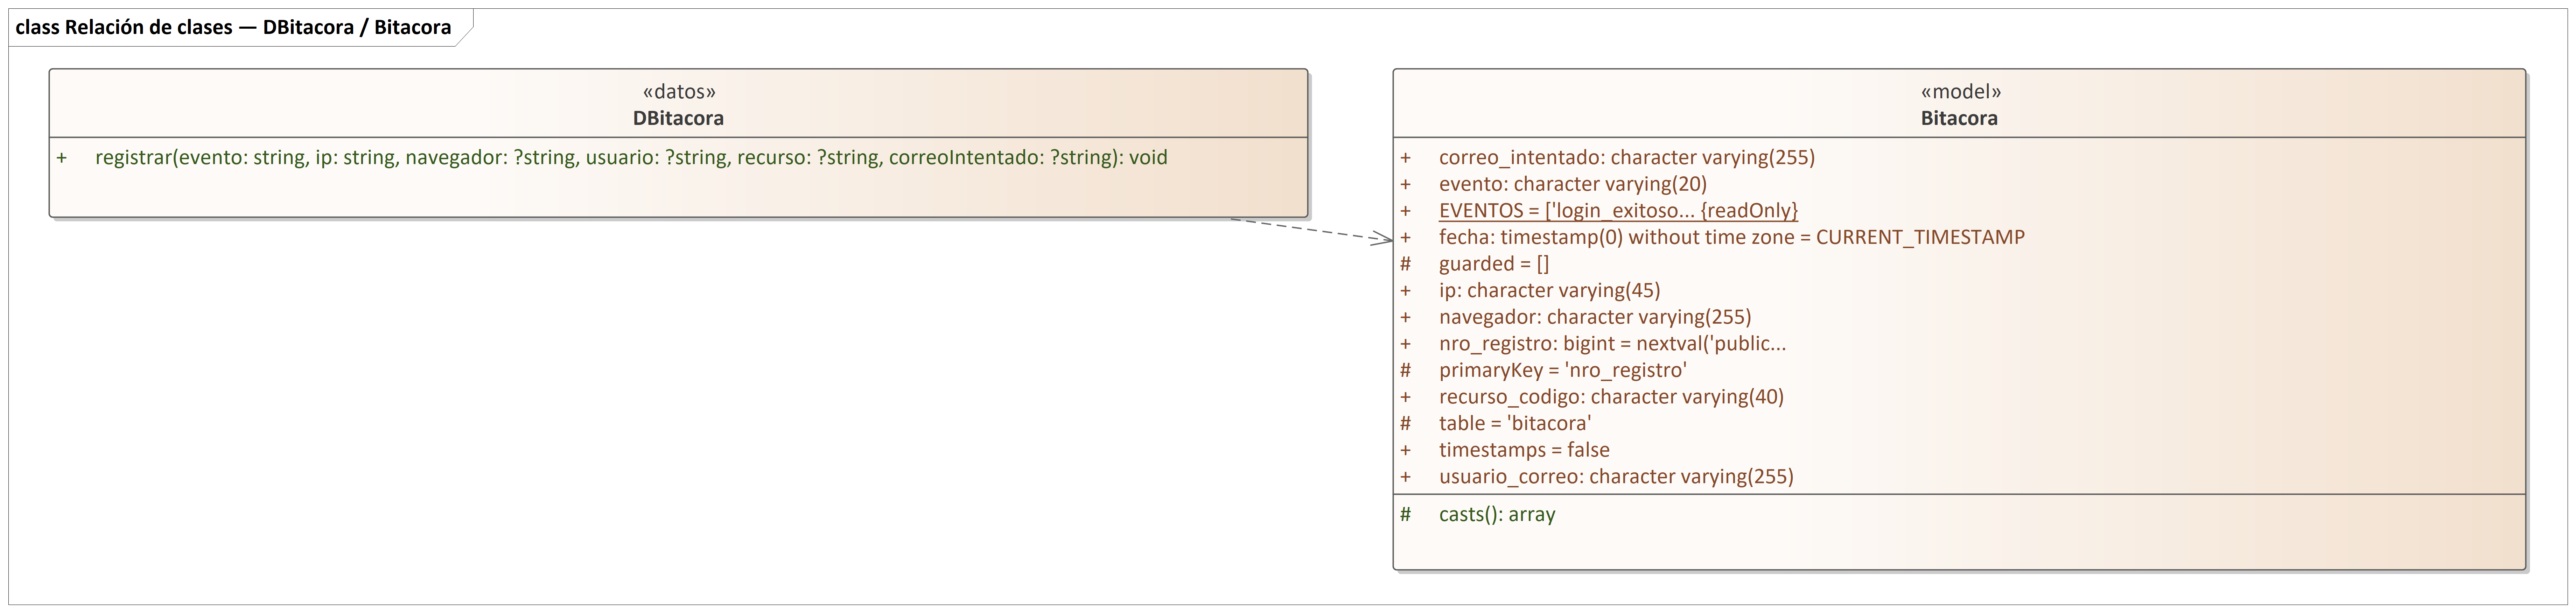 class Relación de clases — DBitacora / Bitacora
«datos»
DBitacora
+ registrar(evento: string, ip: string, navegador: ?string, usuario: ?string, recurso: ?string, correoIntentado: ?string): void
«model»
Bitacora
+ correo_intentado: character varying(255)
+ evento: character varying(20)
+ EVENTOS = ['login_exitoso... {readOnly}
+ fecha: timestamp(0) without time zone = CURRENT_TIMESTAMP
# guarded = []
+ ip: character varying(45)
+ navegador: character varying(255)
+ nro_registro: bigint = nextval('public...
# primaryKey = 'nro_registro'
+ recurso_codigo: character varying(40)
# table = 'bitacora'
+ timestamps = false
+ usuario_correo: character varying(255)
# casts(): array